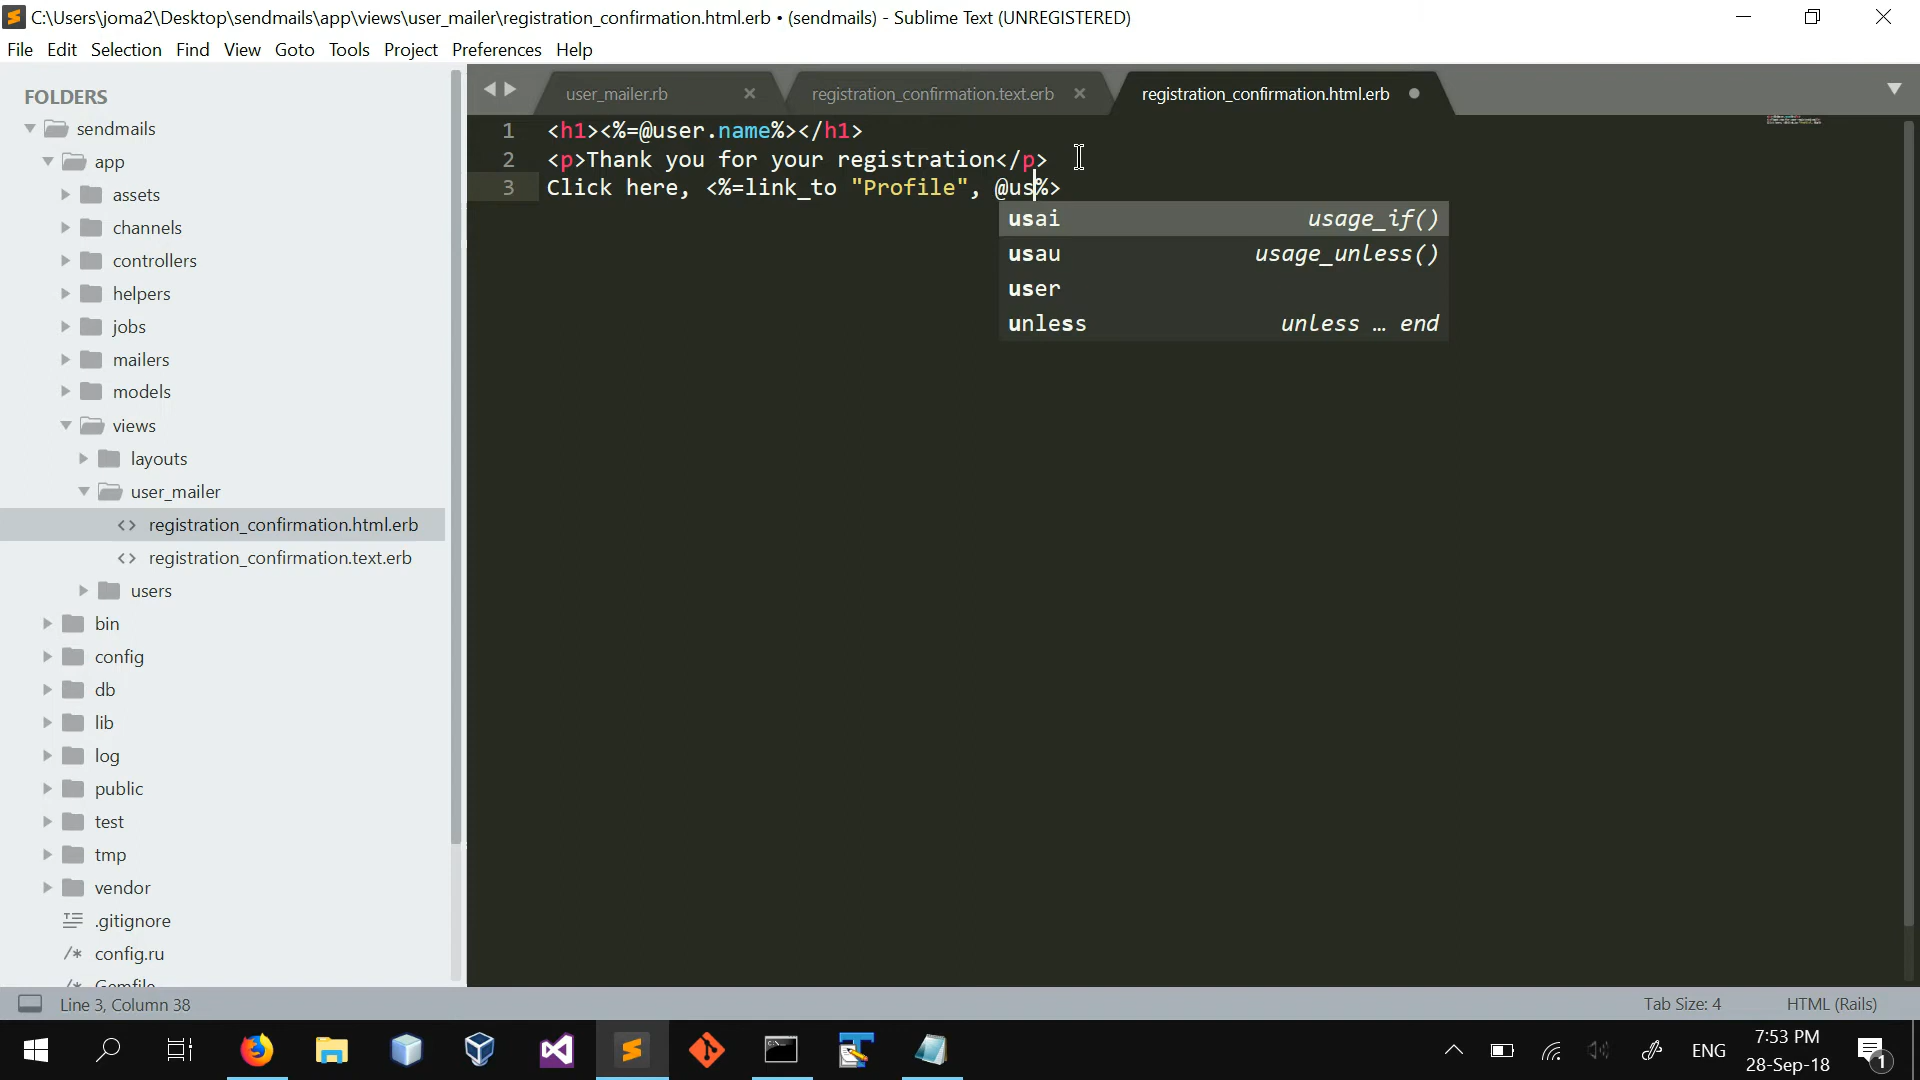 C:\Users\joma2\Desktop\sendmails\app\views\user_mailer\registration_confirmation.html.erb • (sendmails) - Sublime Text (UNREGISTERED)
File Edit Selection Find View Goto Tools Project Preferences Help
FOLDERS
sendmails
app
assets
channels
controllers
helpers
jobs
mailers
models
views
layouts
user_mailer
registration_confirmation.html.erb
registration_confirmation.text.erb
users
bin
config
db
lib
log
public
test
tmp
vendor
.gitignore
config.ru
Gemfile
user_mailer.rb registration_confirmation.text.erb registration_confirmation.html.erb
1 <h1><%=@user.name%></h1>
2 <p>Thank you for your registration</p>
3 Click here, <%=link_to "Profile", @us%>
usai usage_if()
usau usage_unless()
user
unless unless … end
Line 3, Column 38 Tab Size: 4 HTML (Rails)
ENG 7:53 PM
28-Sep-18 1